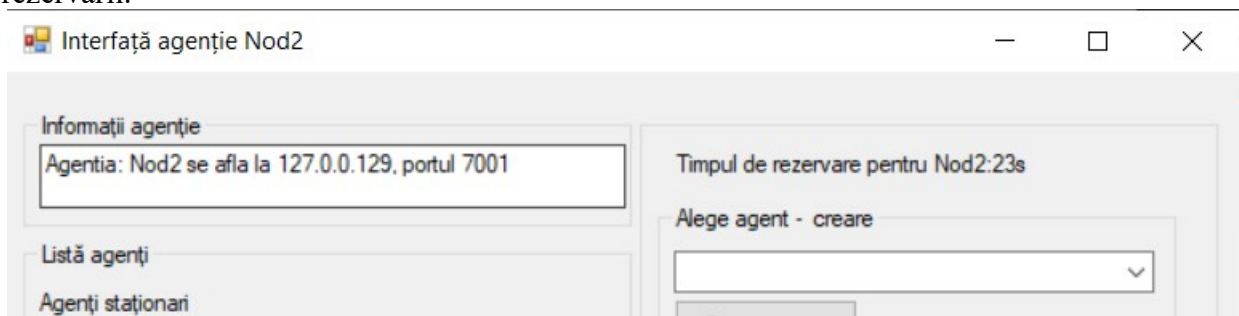 rezervării.
Interfață agenție Nod2
Informații agenție
Agentia: Nod2 se afla la 127.0.0.129, portul 7001
Timpul de rezervare pentru Nod2:23s
Alege agent - creare
Listă agenți
Agenți staționari